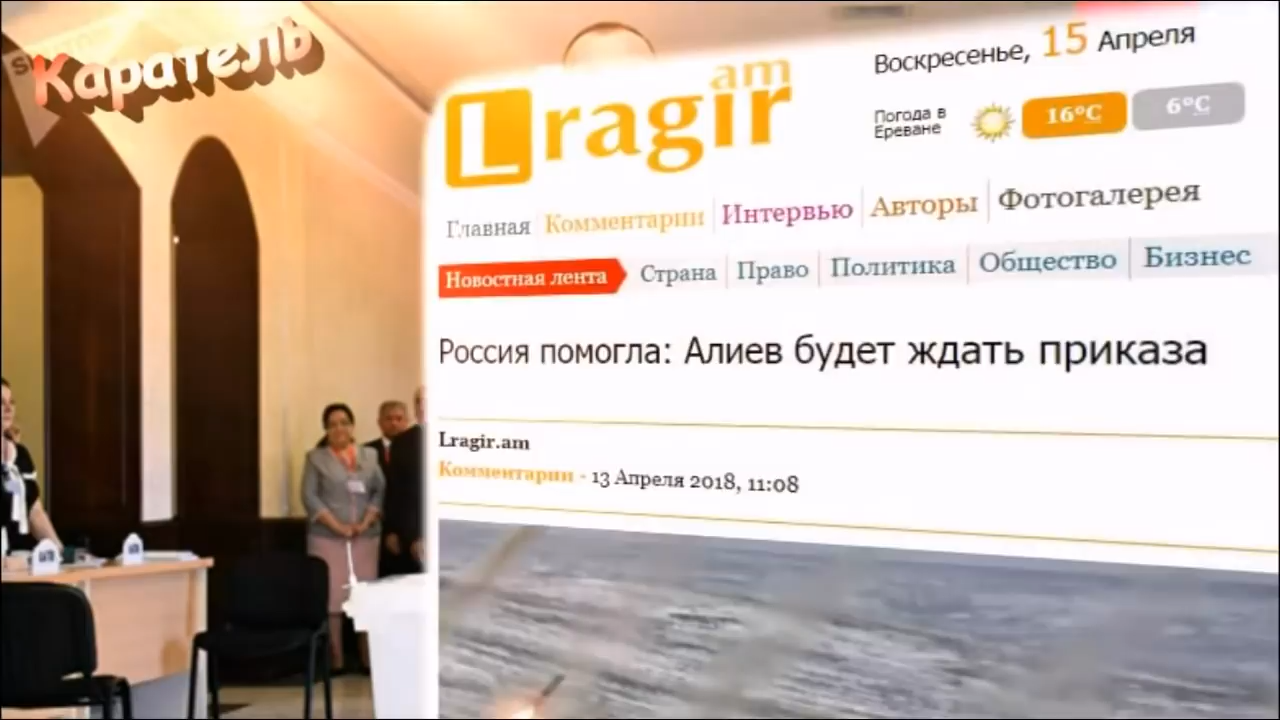 Каратель
Lragir
am
Воскресенье, 15 Апреля
Погода в
Ереване
16°C
6°C
Главная Комментарии Интервью Авторы Фотогалерея
Новостная лента Страна Право Политика Общество Бизнес
Россия помогла: Алиев будет ждать приказа
Lragir.am
Комментарии - 13 Апреля 2018, 11:08